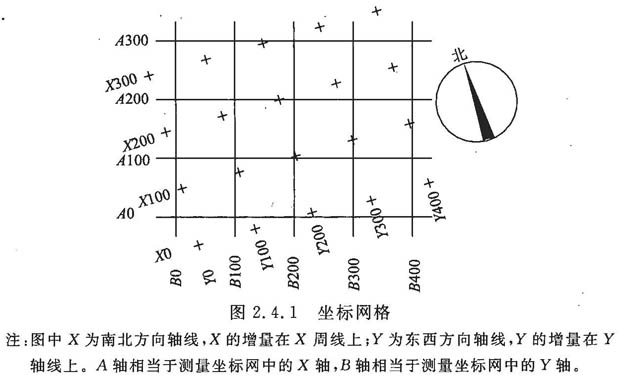 A300
北
X300
A200
X200
A100
X100
A0
X0
B0
Y0
B100
Y100
B200
Y200
B300
Y300
B400
Y400
图 2.4.1 坐标网格
注:图中 X 为南北方向轴线,X 的增量在 X 周线上;Y 为东西方向轴线,Y 的增量在 Y
轴线上。A 轴相当于测量坐标网中的 X 轴,B 轴相当于测量坐标网中的 Y 轴。